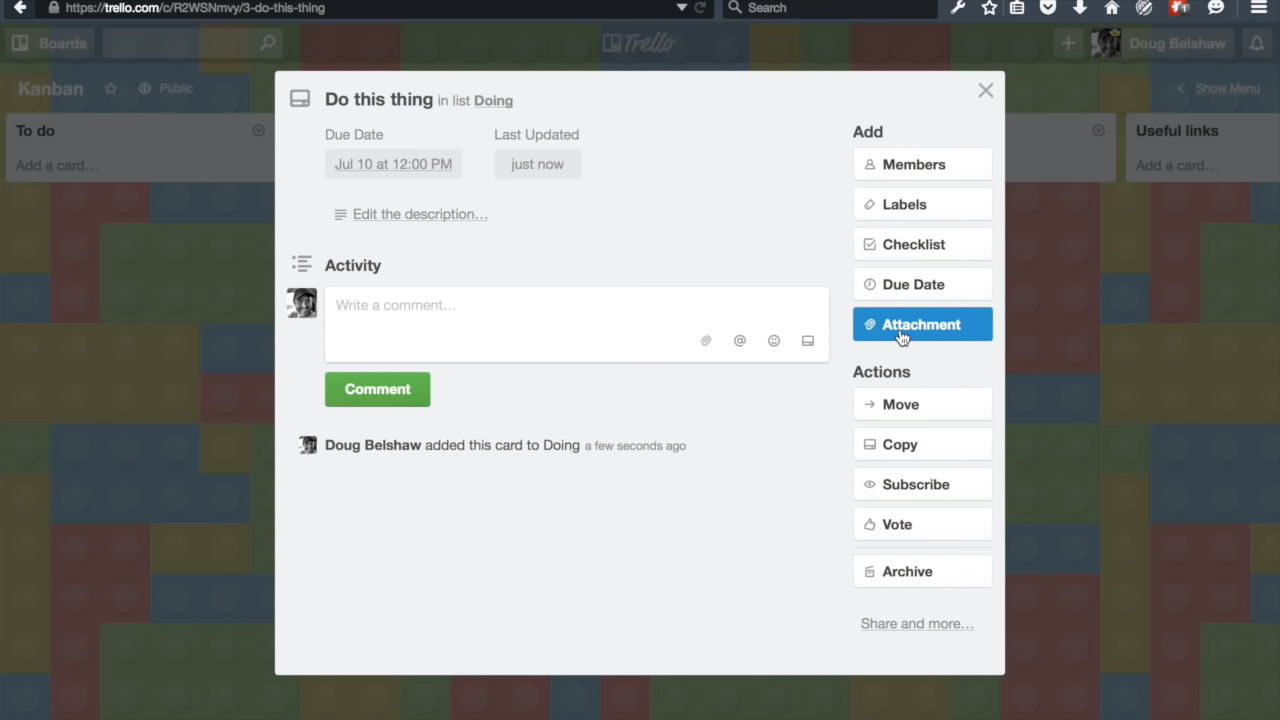 https://trello.com/c/R2WSNmvy/3-do-this-thing
Search
1
Boards
Trello
Doug Belshaw
Kanban
Public
Show Menu
To do
Add a card…
Useful links
Add a card…
Do this thing in list Doing
Due Date
Last Updated
Jul 10 at 12:00 PM
just now
Edit the description…
Activity
Write a comment…
@
Comment
Doug Belshaw added this card to Doing a few seconds ago
Add
Members
Labels
Checklist
Due Date
Attachment
Actions
Move
Copy
Subscribe
Vote
Archive
Share and more…